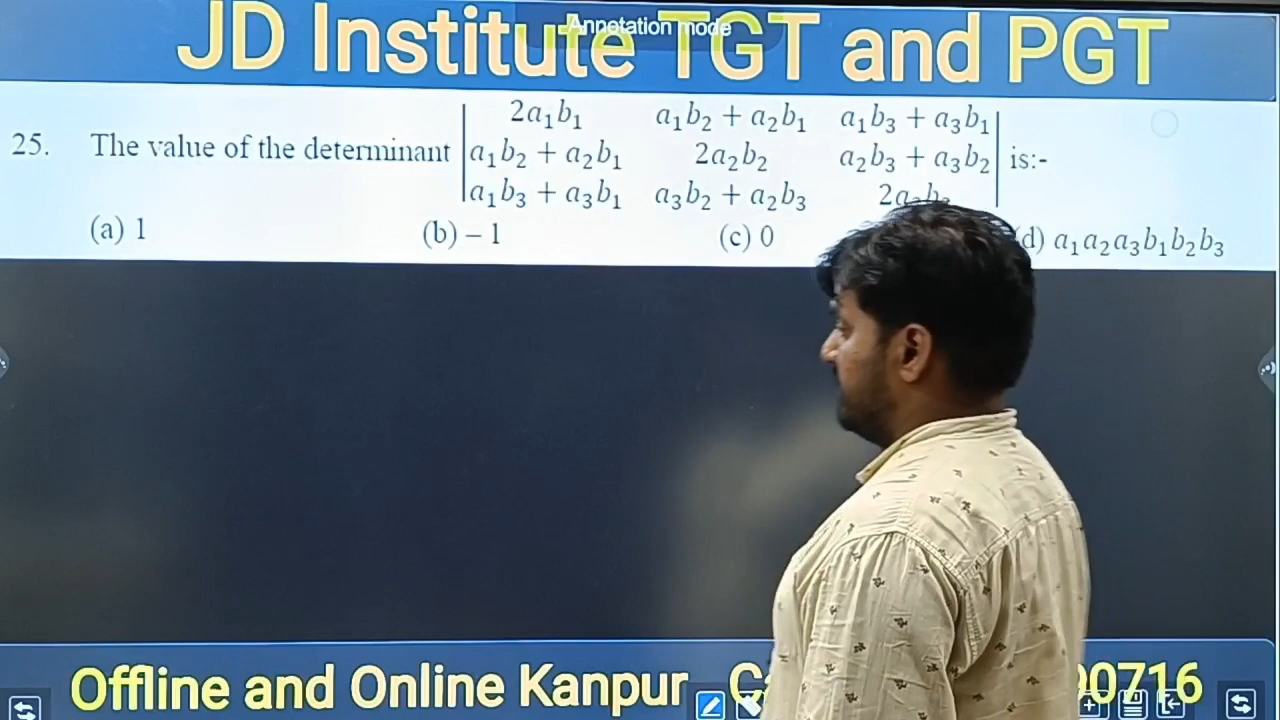 JD Institute TGT and PGT
Annotation mode
25. The value of the determinant
2a₁b₁ a₁b₂ + a₂b₁ a₁b₃ + a₃b₁
a₁b₂ + a₂b₁ 2a₂b₂ a₂b₃ + a₃b₂ is:-
a₁b₃ + a₃b₁ a₃b₂ + a₂b₃
(a) 1 (b) – 1 (c) 0 d) a₁a₂a₃b₁b₂b₃
Offline and Online Kanpur 90716